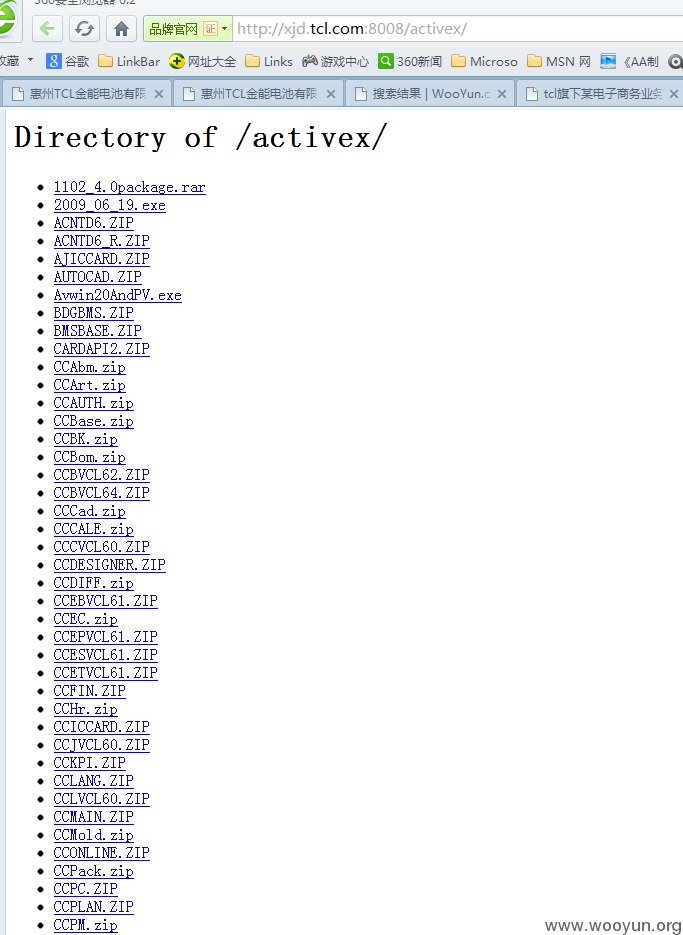 360安全浏览器 6.2
品牌官网 证 http://xjd.tcl.com:8008/activex/
收藏 谷歌 LinkBar 网址大全 Links 游戏中心 360新闻 Microso MSN 网 《AA制
惠州TCL金能电池有限 惠州TCL金能电池有限 搜索结果 | WooYun.c tcl旗下某电子商务业务
Directory of /activex/
1102_4.0package.rar
2009_06_19.exe
ACNTD6.ZIP
ACNTD6_R.ZIP
AJICCARD.ZIP
AUTOCAD.ZIP
Avwin20AndPV.exe
BDGBMS.ZIP
BMSBASE.ZIP
CARDAPI2.ZIP
CCAbm.zip
CCArt.zip
CCAUTH.zip
CCBase.zip
CCBK.zip
CCBom.zip
CCBVCL62.ZIP
CCBVCL64.ZIP
CCCad.zip
CCCALE.zip
CCCVCL60.ZIP
CCDESIGNER.ZIP
CCDIFF.zip
CCEBVCL61.ZIP
CCEC.zip
CCEPVCL61.ZIP
CCESVCL61.ZIP
CCETVCL61.ZIP
CCFIN.ZIP
CCHr.zip
CCICCARD.ZIP
CCJVCL60.ZIP
CCKPI.ZIP
CCLANG.ZIP
CCLVCL60.ZIP
CCMAIN.ZIP
CCMold.zip
CCONLINE.ZIP
CCPack.zip
CCPC.ZIP
CCPLAN.ZIP
CCPM.zip
www.wooyun.org